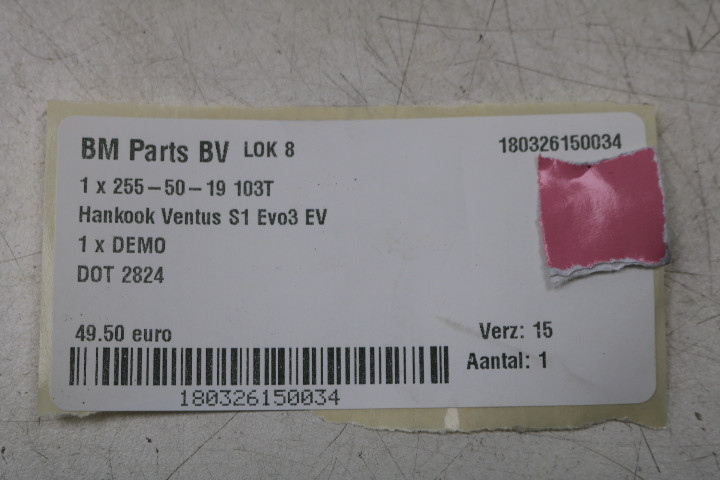 BM Parts BV LOK 8 180326150034
1 x 255-50-19 103T
Hankook Ventus S1 Evo3 EV
1 x DEMO
DOT 2824
49.50 euro Verz: 15
Aantal: 1
180326150034